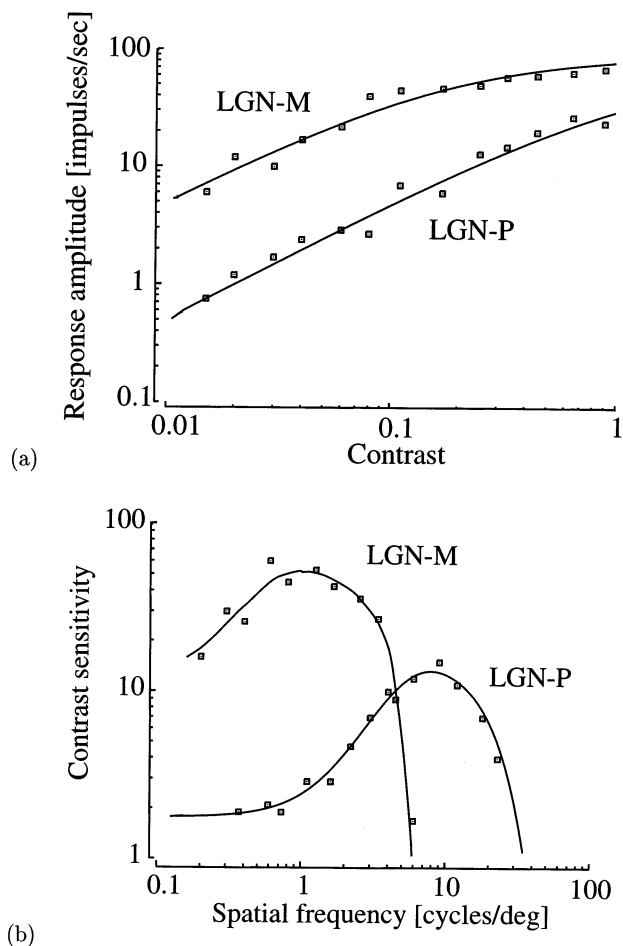 100
10
1
0.1
Response amplitude [impulses/sec]
LGN-M
LGN-P
0.01
0.1
1
Contrast
(a)
100
10
1
Contrast sensitivity
LGN-M
LGN-P
0.1
1
10
100
Spatial frequency [cycles/deg]
(b)